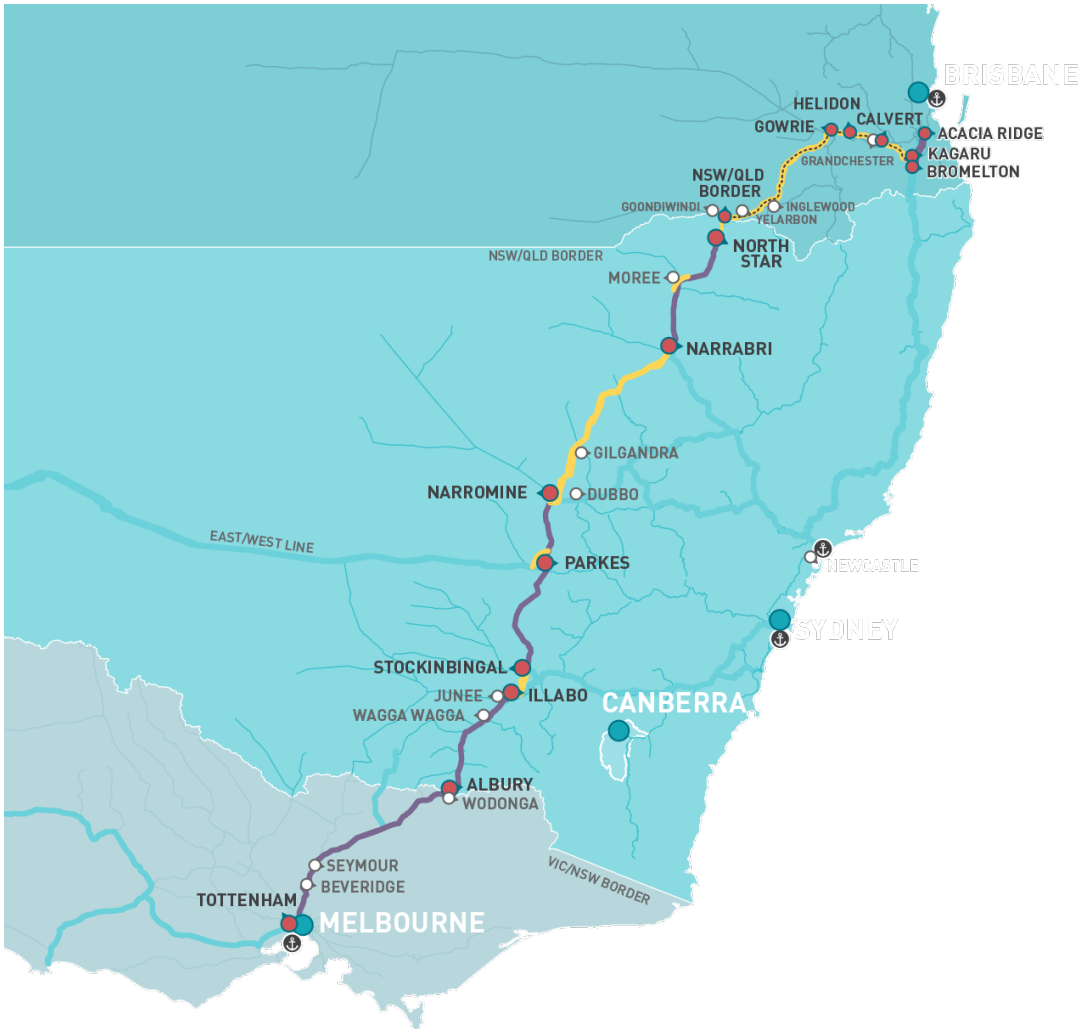 BRISBANE
HELIDON
CALVERT
GOWRIE
ACACIA RIDGE
KAGARU
GRANDCHESTER
BROMELTON
NSW/QLD
BORDER
GOONDIWINDI
INGLEWOOD
YELARBON
NORTH
STAR
NSW/QLD BORDER
MOREE
NARRABRI
GILGANDRA
NARROMINE
DUBBO
EAST/WEST LINE
PARKES
NEWCASTLE
SYDNEY
STOCKINBINGAL
JUNEE
ILLABO
CANBERRA
WAGGA WAGGA
ALBURY
WODONGA
SEYMOUR
VIC/NSW BORDER
BEVERIDGE
TOTTENHAM
MELBOURNE